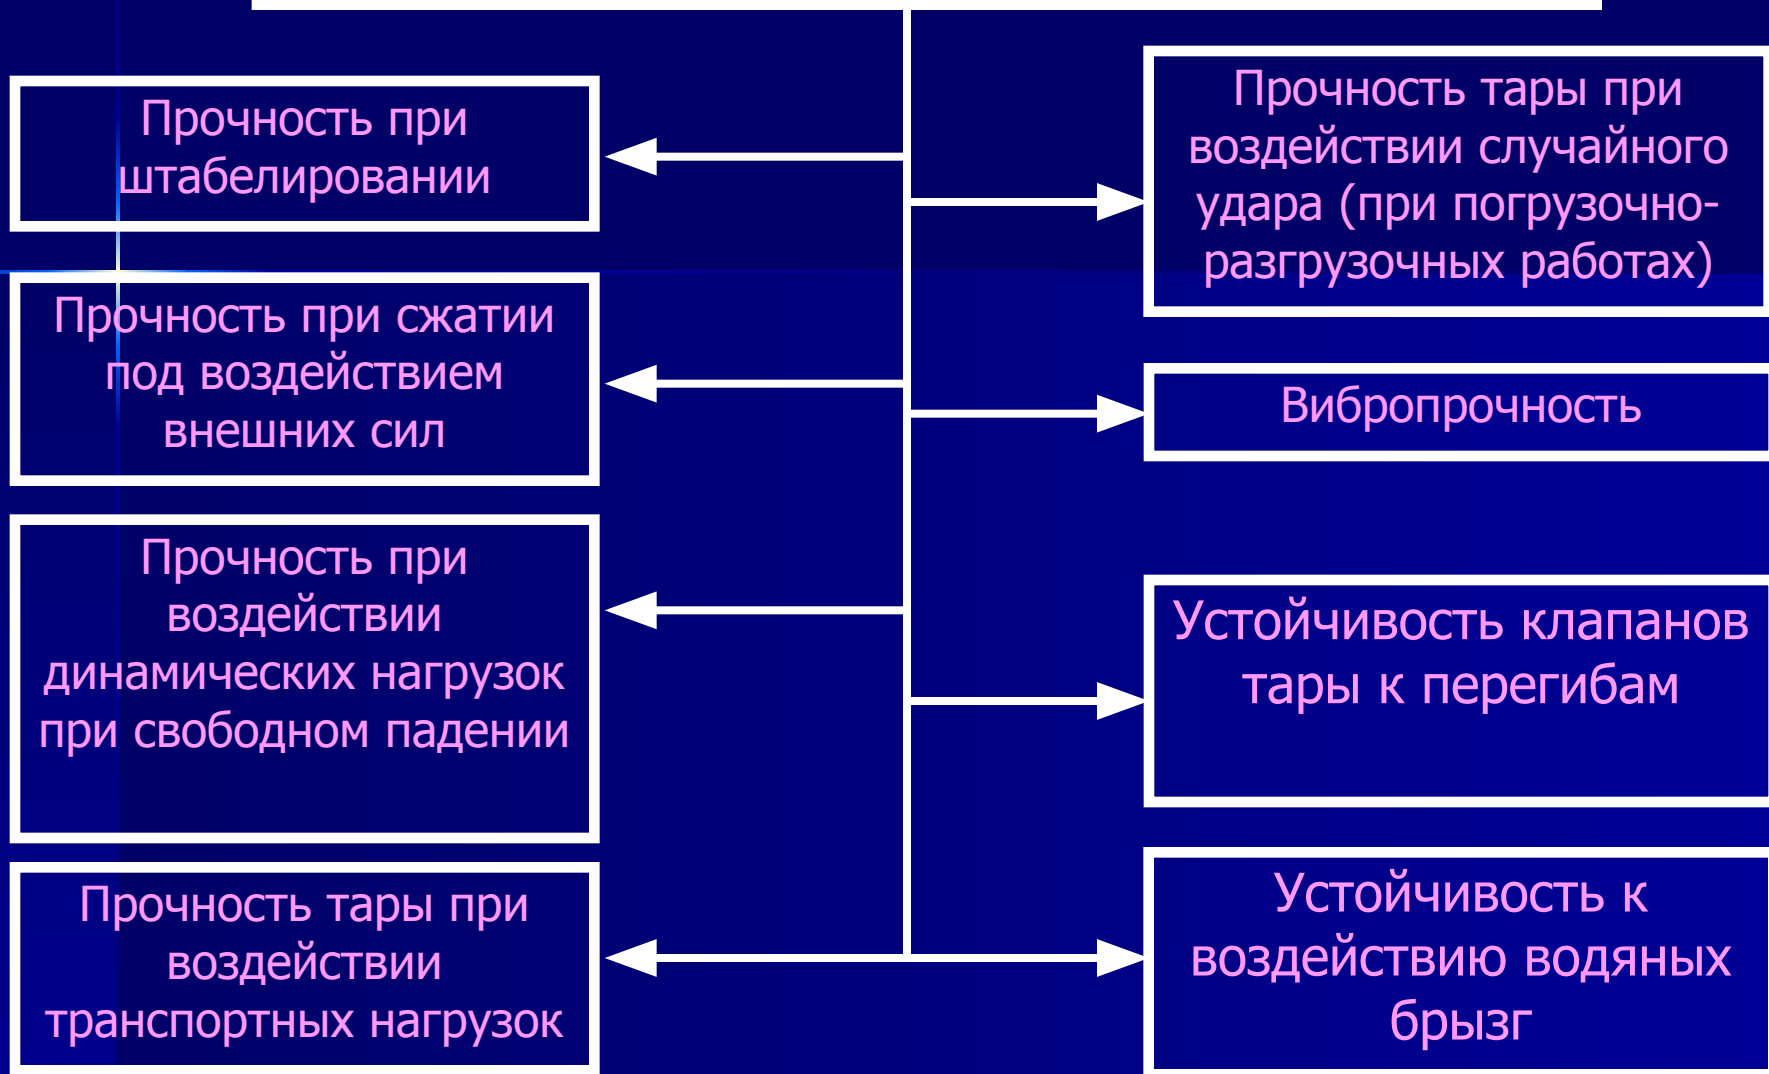 Прочность при
штабелировании
Прочность при сжатии
под воздействием
внешних сил
Прочность при
воздействии
динамических нагрузок
при свободном падении
Прочность тары при
воздействии
транспортных нагрузок
Прочность тары при
воздействии случайного
удара (при погрузочно-
разгрузочных работах)
Вибропрочность
Устойчивость клапанов
тары к перегибам
Устойчивость к
воздействию водяных
брызг